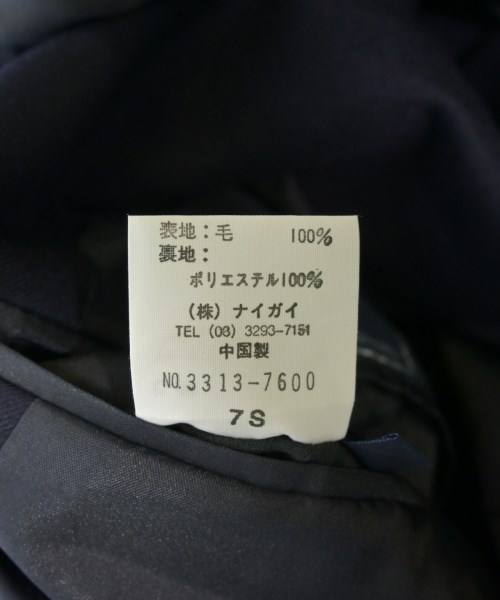 表地：毛 100%
裏地：
ポリエステル100%
(株) ナイガイ
TEL (03) 3293-7151
中国製
NO.3313-7600
7S